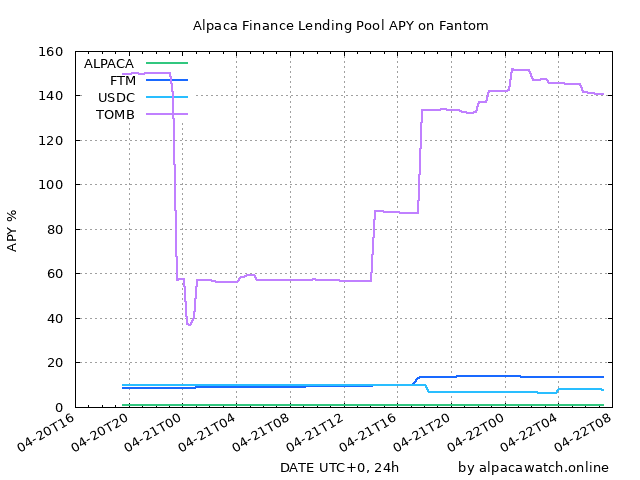 Alpaca Finance Lending Pool APY on Fantom
160
140
120
100
80
60
40
20
0
APY %
ALPACA
FTM
USDC
TOMB
04-20T16
04-20T20
04-21T00
04-21T04
04-21T08
04-21T12
04-21T16
04-21T20
04-22T00
04-22T04
04-22T08
DATE UTC+0, 24h
by alpacawatch.online